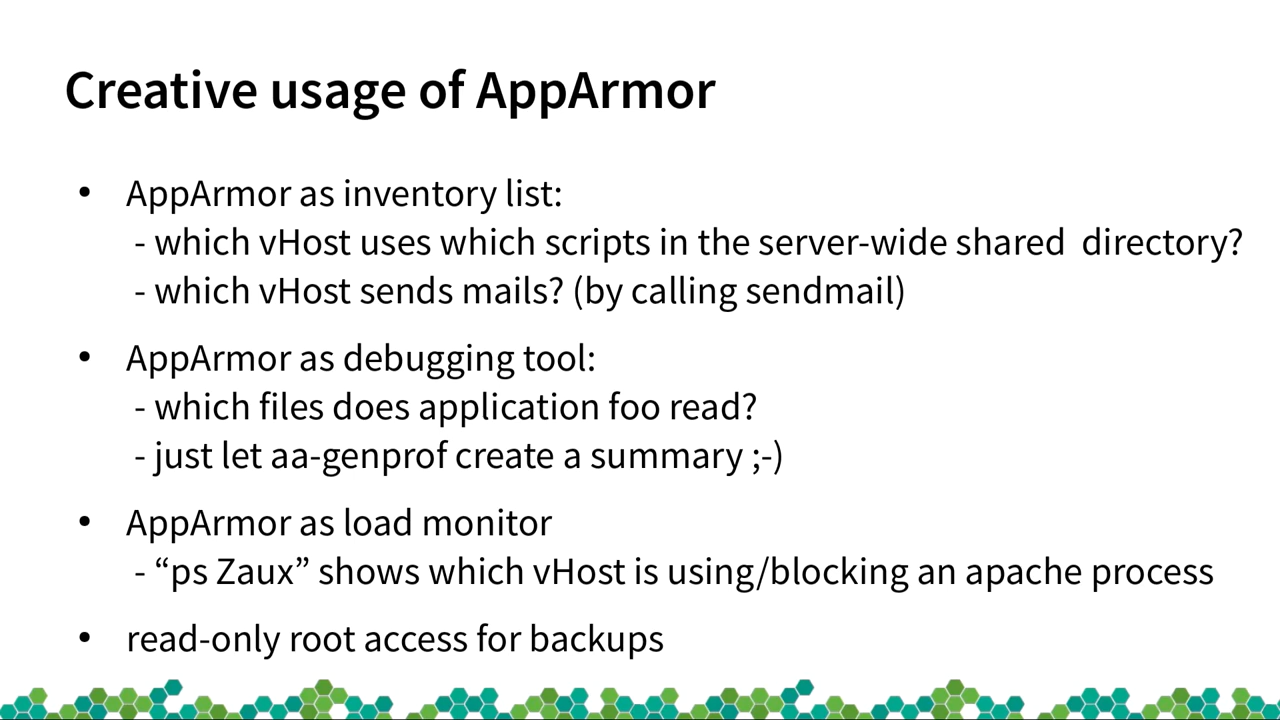 Creative usage of AppArmor
• AppArmor as inventory list:
- which vHost uses which scripts in the server-wide shared  directory?
- which vHost sends mails? (by calling sendmail)
• AppArmor as debugging tool:
- which files does application foo read?
- just let aa-genprof create a summary ;-)
• AppArmor as load monitor
- “ps Zaux” shows which vHost is using/blocking an apache process
• read-only root access for backups